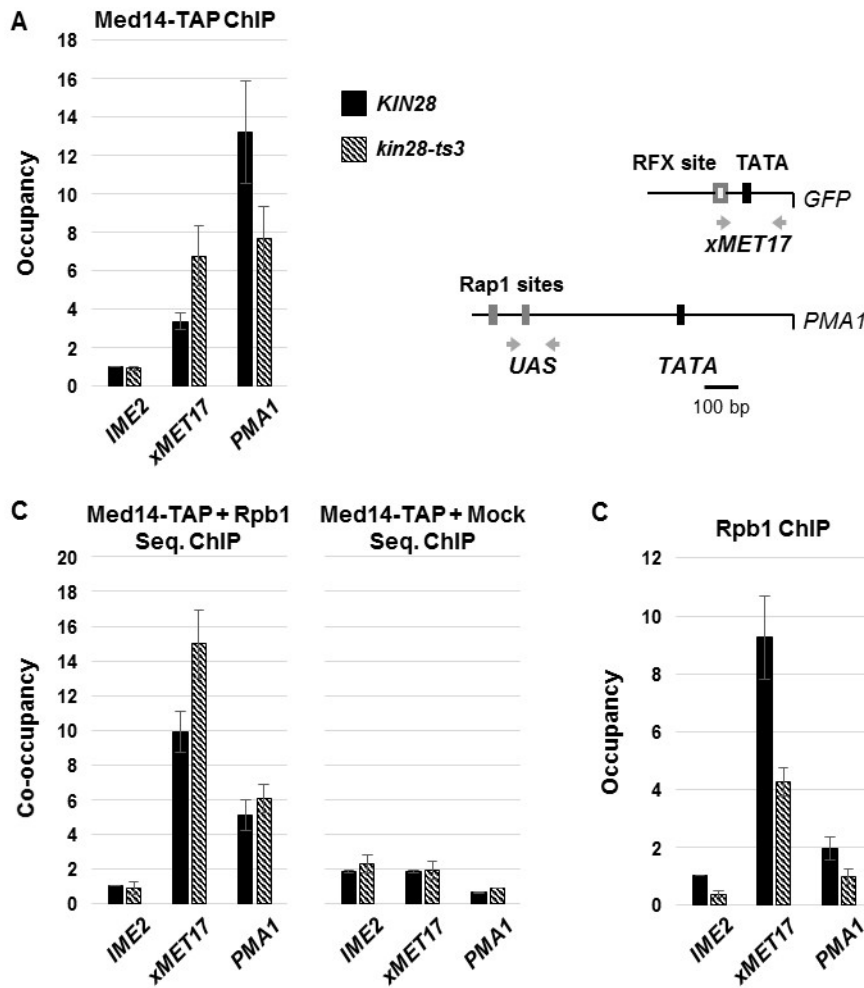 A
Med14-TAP ChIP
18
16
14
12
10
8
6
4
2
0
Occupancy
IME2
xMET17
PMA1
KIN28
kin28-ts3
RFX site TATA
GFP
xMET17
Rap1 sites
PMA1
UAS
TATA
100 bp
C
Med14-TAP + Rpb1
Seq. ChIP
20
18
16
14
12
10
8
6
4
2
0
Co-occupancy
IME2
xMET17
PMA1
Med14-TAP + Mock
Seq. ChIP
IME2
xMET17
PMA1
C
Rpb1 ChIP
12
10
8
6
4
2
0
Occupancy
IME2
xMET17
PMA1